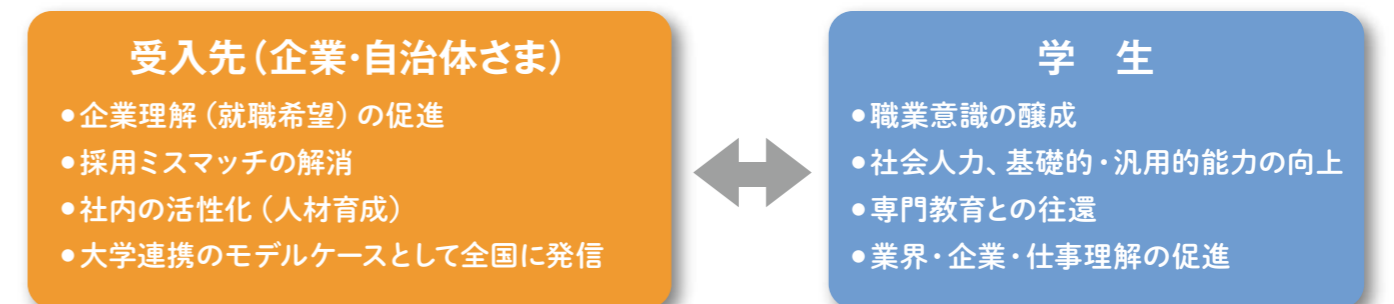 受入先(企業・自治体さま)
●企業理解(就職希望)の促進
●採用ミスマッチの解消
●社内の活性化(人材育成)
●大学連携のモデルケースとして全国に発信
学　生
●職業意識の醸成
●社会人力、基礎的・汎用的能力の向上
●専門教育との往還
●業界・企業・仕事理解の促進